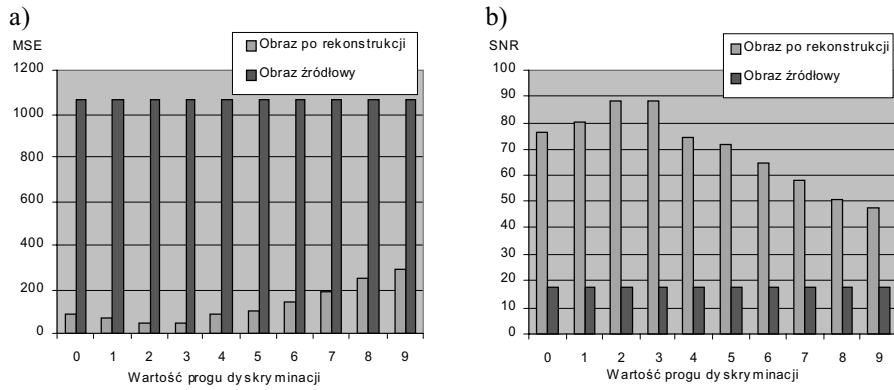 a)
MSE
Obraz po rekonstrukcji
Obraz źródłowy
1200
1000
800
600
400
200
0
0 1 2 3 4 5 6 7 8 9
Wartość progu dyskryminacji
b)
SNR
Obraz po rekonstrukcji
Obraz źródłowy
100
90
80
70
60
50
40
30
20
10
0
0 1 2 3 4 5 6 7 8 9
Wartość progu dyskryminacji